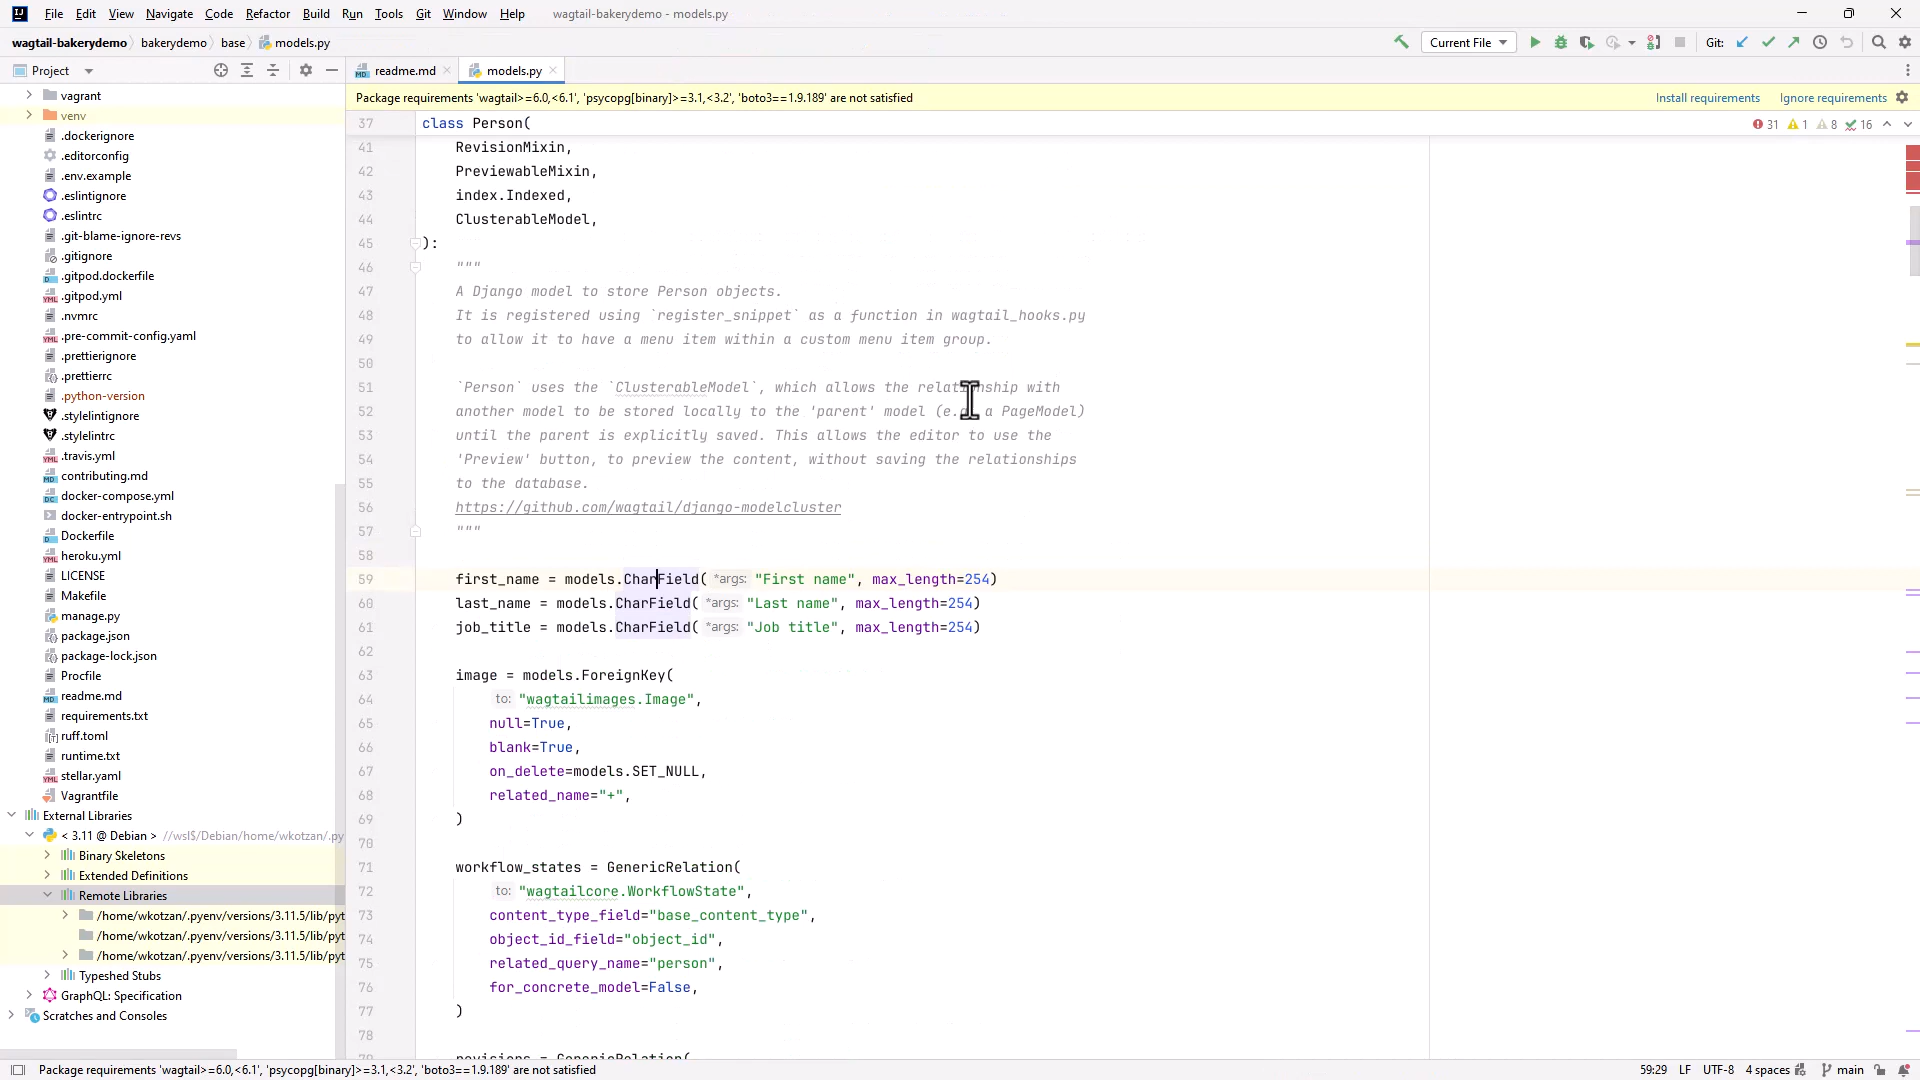 File Edit View Navigate Code Refactor Build Run Tools Git Window Help wagtail-bakerydemo - models.py
wagtail-bakerydemo bakerydemo base models.py Current File Git:
Project readme.md models.py
Package requirements 'wagtail>=6.0,<6.1', 'psycopg[binary]>=3.1,<3.2', 'boto3==1.9.189' are not satisfied Install requirements Ignore requirements
31 1 8 16
vagrant
venv
.dockerignore
.editorconfig
.env.example
.eslintignore
.eslintrc
.git-blame-ignore-revs
.gitignore
.gitpod.dockerfile
.gitpod.yml
.nvmrc
.pre-commit-config.yaml
.prettierignore
.prettierrc
.python-version
.stylelintignore
.stylelintrc
.travis.yml
contributing.md
docker-compose.yml
docker-entrypoint.sh
Dockerfile
heroku.yml
LICENSE
Makefile
manage.py
package.json
package-lock.json
Procfile
readme.md
requirements.txt
ruff.toml
runtime.txt
stellar.yaml
Vagrantfile
External Libraries
< 3.11 @ Debian > //wsl$/Debian/home/wkotzan/.py
Binary Skeletons
Extended Definitions
Remote Libraries
/home/wkotzan/.pyenv/versions/3.11.5/lib/pyt
/home/wkotzan/.pyenv/versions/3.11.5/lib/pyt
/home/wkotzan/.pyenv/versions/3.11.5/lib/pyt
Typeshed Stubs
GraphQL: Specification
Scratches and Consoles
37 class Person(
41 RevisionMixin,
42 PreviewableMixin,
43 index.Indexed,
44 ClusterableModel,
45 ):
46 """
47 A Django model to store Person objects.
48 It is registered using `register_snippet` as a function in wagtail_hooks.py
49 to allow it to have a menu item within a custom menu item group.
50
51 `Person` uses the `ClusterableModel`, which allows the relationship with
52 another model to be stored locally to the 'parent' model (e. a PageModel)
53 until the parent is explicitly saved. This allows the editor to use the
54 'Preview' button, to preview the content, without saving the relationships
55 to the database.
56 https://github.com/wagtail/django-modelcluster
57 """
58
59 first_name = models.CharField( *args: "First name", max_length=254)
60 last_name = models.CharField( *args: "Last name", max_length=254)
61 job_title = models.CharField( *args: "Job title", max_length=254)
62
63 image = models.ForeignKey(
64 to: "wagtailimages.Image",
65 null=True,
66 blank=True,
67 on_delete=models.SET_NULL,
68 related_name="+",
69 )
70
71 workflow_states = GenericRelation(
72 to: "wagtailcore.WorkflowState",
73 content_type_field="base_content_type",
74 object_id_field="object_id",
75 related_query_name="person",
76 for_concrete_model=False,
77 )
78
79 revisions = GenericRelation(
Package requirements 'wagtail>=6.0,<6.1', 'psycopg[binary]>=3.1,<3.2', 'boto3==1.9.189' are not satisfied 59:29 LF UTF-8 4 spaces main